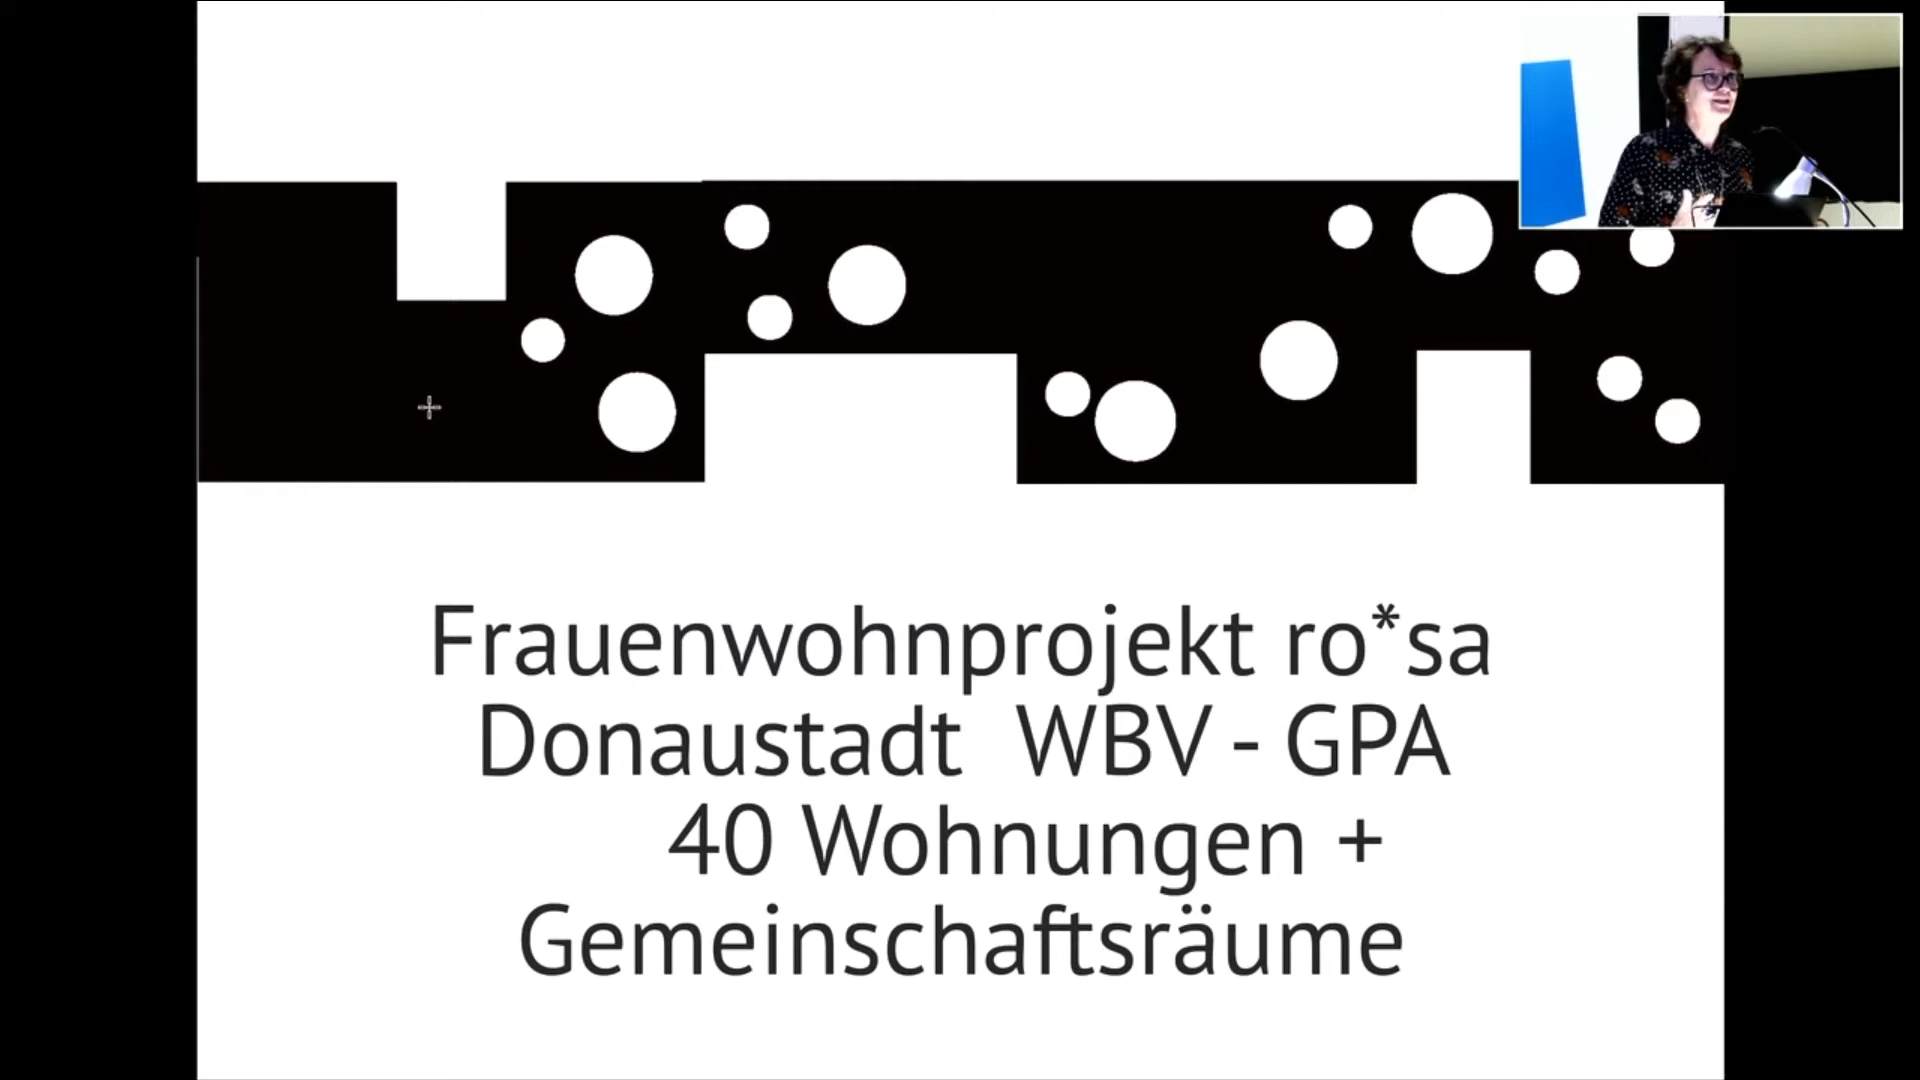 Frauenwohnprojekt ro*sa
Donaustadt WBV - GPA
40 Wohnungen +
Gemeinschaftsräume